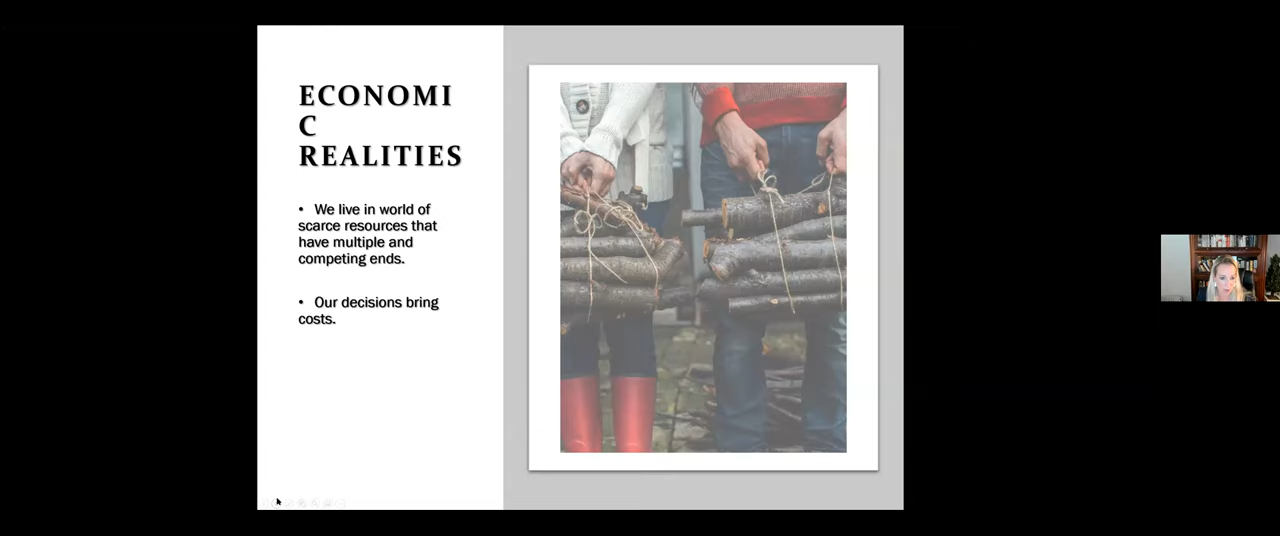 ECONOMI
C
REALITIES
• We live in world of
scarce resources that
have multiple and
competing ends.
• Our decisions bring
costs.